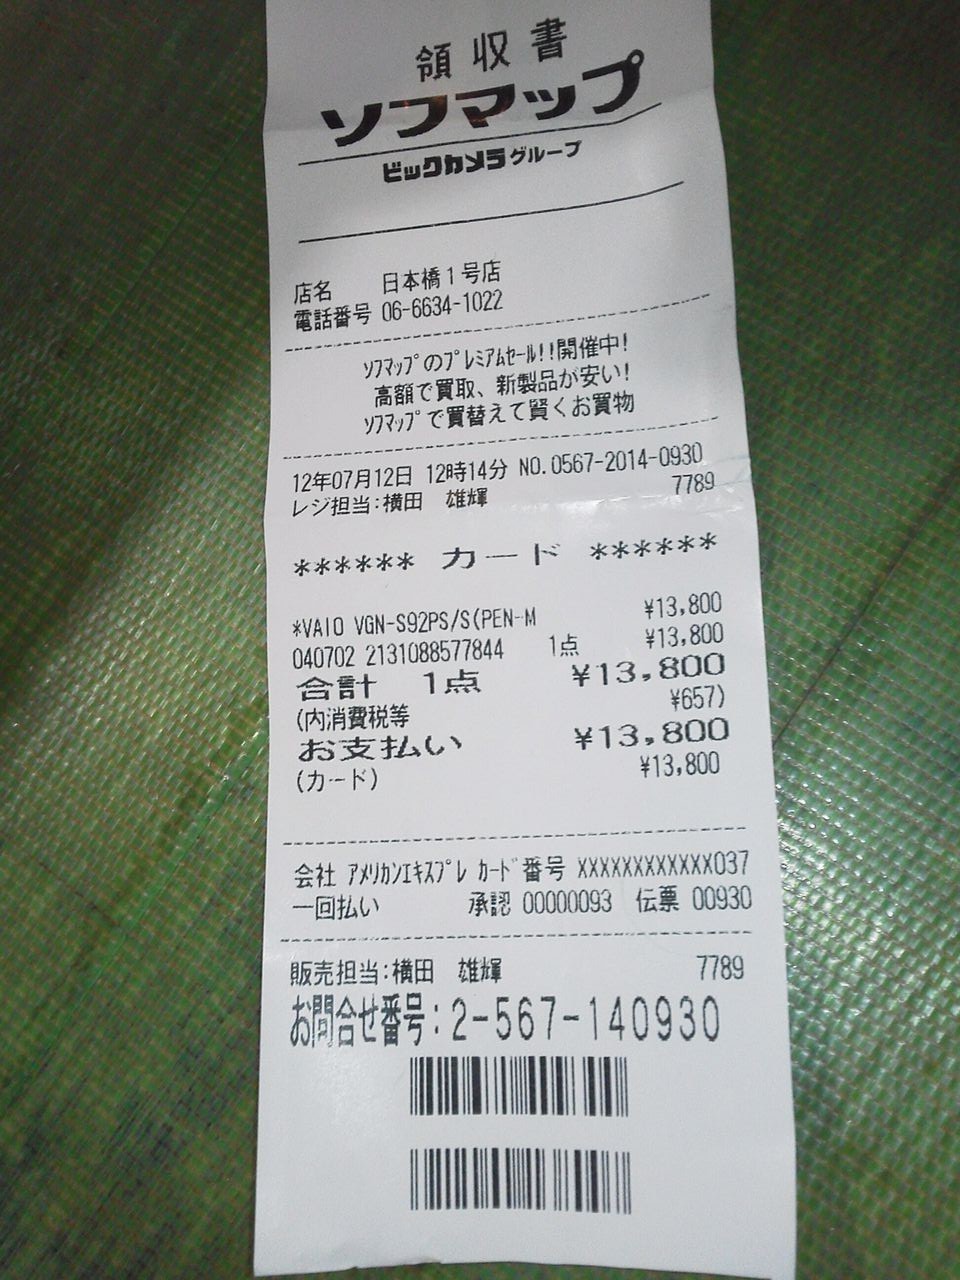 領収書
ソフマップ
ビックカメラグループ
店名 日本橋1号店
電話番号 06-6634-1022
ソフマップのプレミアムセール!!開催中!
高額で買取、新製品が安い!
ソフマップで買替えて賢くお買物
12年07月12日 12時14分 NO.0567-2014-0930
レジ担当:横田 雄輝 7789
****** カード ******
*VAIO VGN-S92PS/S(PEN-M ¥13,800
040702 2131088577844 1点 ¥13,800
合計 1点 ¥13,800
(内消費税等 ¥657)
お支払い ¥13,800
(カード) ¥13,800
会社 アメリカンエキスプレ カード番号 XXXXXXXXXXXX037
一回払い 承認 00000093 伝票 00930
販売担当:横田 雄輝 7789
お問合せ番号:2-567-140930